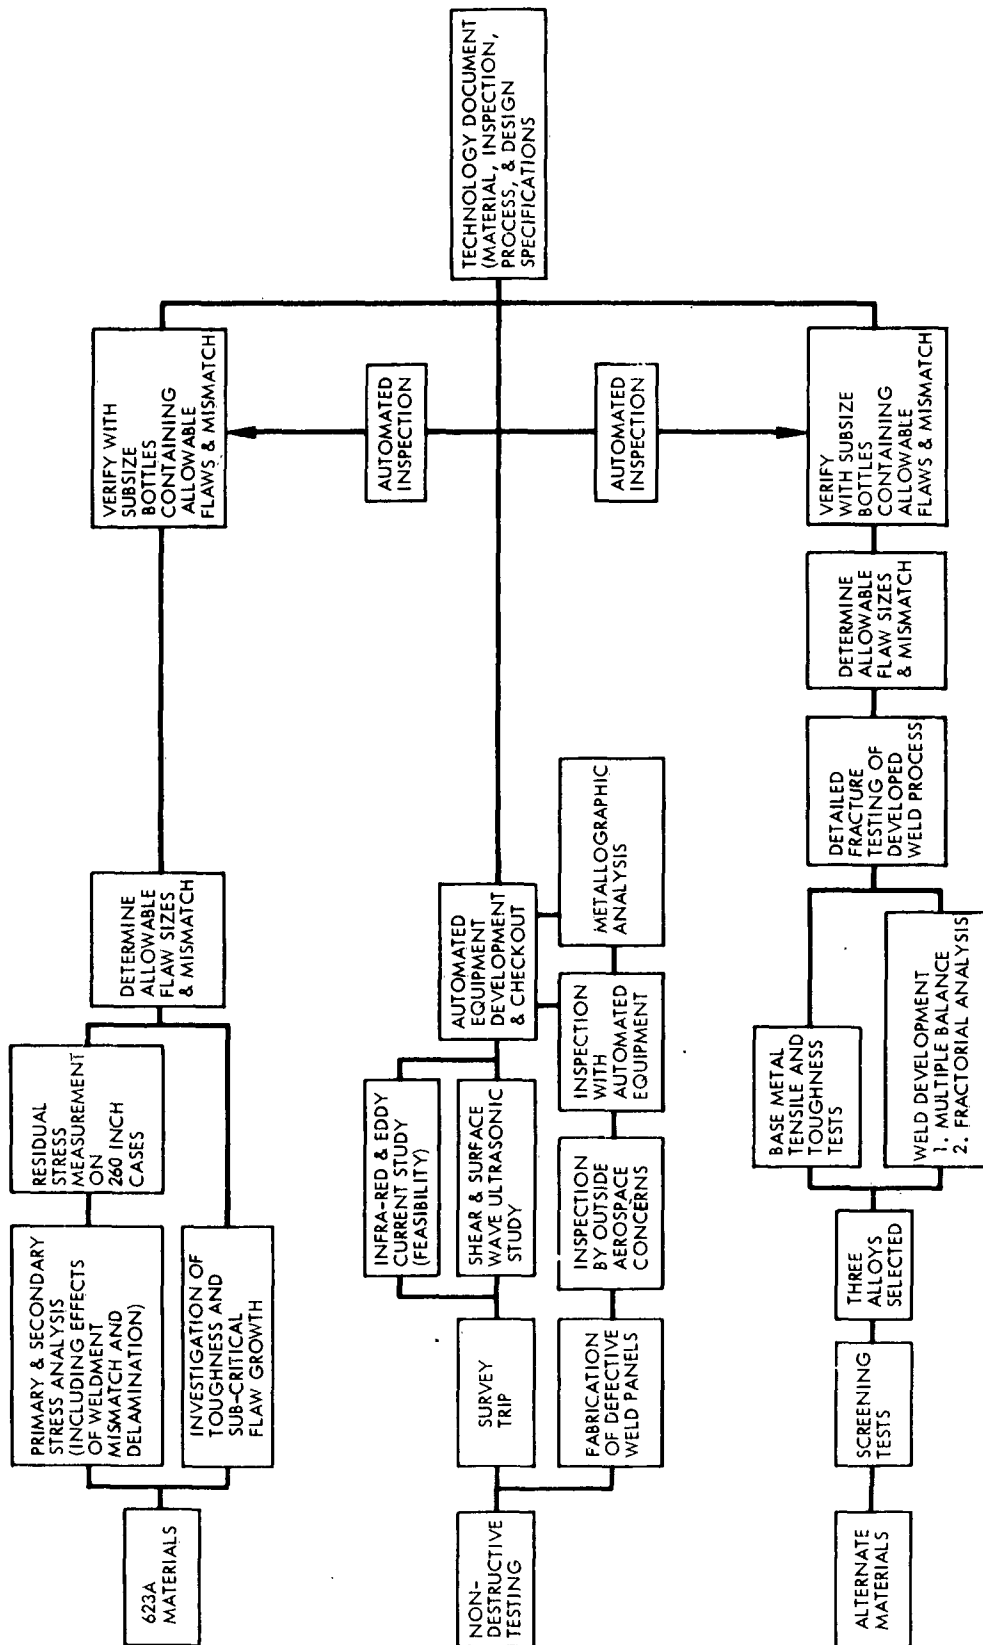 623A
MATERIALS
PRIMARY & SECONDARY
STRESS ANALYSIS
(INCLUDING EFFECTS
OF WELDMENT
MISMATCH AND
DELAMINATION)
INVESTIGATION OF
TOUGHNESS AND
SUB-CRITICAL
FLAW GROWTH
RESIDUAL
STRESS
MEASUREMENT
ON
260 INCH
CASES
DETERMINE
ALLOWABLE
FLAW SIZES
& MISMATCH
VERIFY WITH
SUBSIZE
BOTTLES
CONTAINING
ALLOWABLE
FLAWS & MISMATCH
AUTOMATED
INSPECTION
NON-
DESTRUCTIVE
TESTING
SURVEY
TRIP
INFRA-RED & EDDY
CURRENT STUDY
(FEASIBILITY)
SHEAR & SURFACE
WAVE ULTRASONIC
STUDY
AUTOMATED
EQUIPMENT
DEVELOPMENT
& CHECKOUT
TECHNOLOGY DOCUMENT
(MATERIAL, INSPECTION,
PROCESS, & DESIGN
SPECIFICATIONS
FABRICATION
OF DEFECTIVE
WELD PANELS
INSPECTION
BY OUTSIDE
AEROSPACE
CONCERNS
INSPECTION
WITH
AUTOMATED
EQUIPMENT
METALLOGRAPHIC
ANALYSIS
AUTOMATED
INSPECTION
ALTERNATE
MATERIALS
SCREENING
TESTS
THREE
ALLOYS
SELECTED
BASE METAL
TENSILE AND
TOUGHNESS
TESTS
WELD DEVELOPMENT
1. MULTIPLE BALANCE
2. FRACTORIAL ANALYSIS
DETAILED
FRACTURE
TESTING OF
DEVELOPED
WELD PROCESS
DETERMINE
ALLOWABLE
FLAW SIZES
& MISMATCH
VERIFY
WITH SUBSIZE
BOTTLES
CONTAINING
ALLOWABLE
FLAWS & MISMATCH